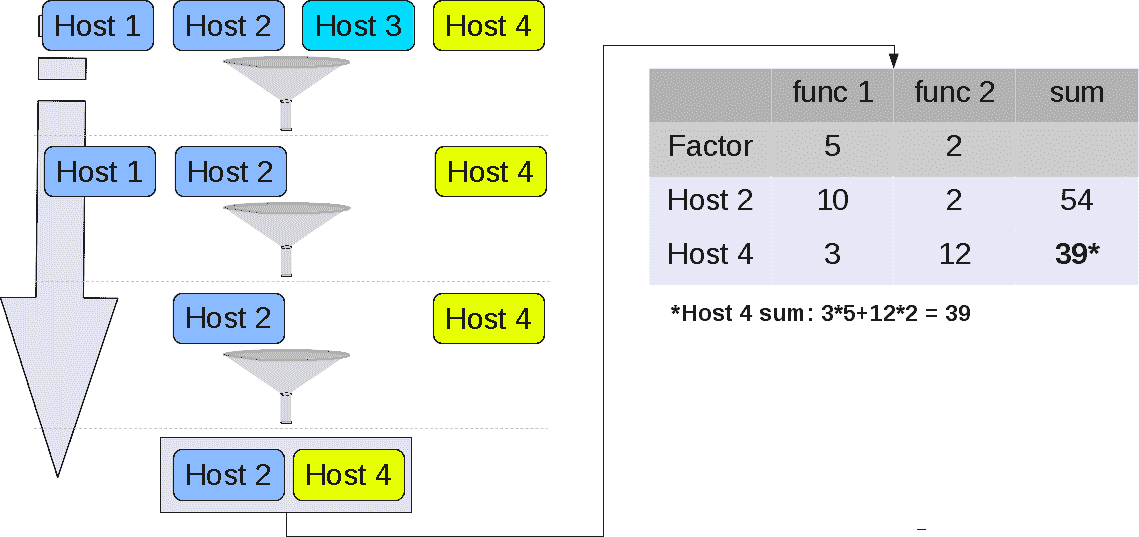 Host 1 Host 2 Host 3 Host 4
Host 1 Host 2 Host 4
Host 2 Host 4
Host 2 Host 4
func 1 func 2 sum
Factor 5 2
Host 2 10 2 54
Host 4 3 12 39*
*Host 4 sum: 3*5+12*2 = 39